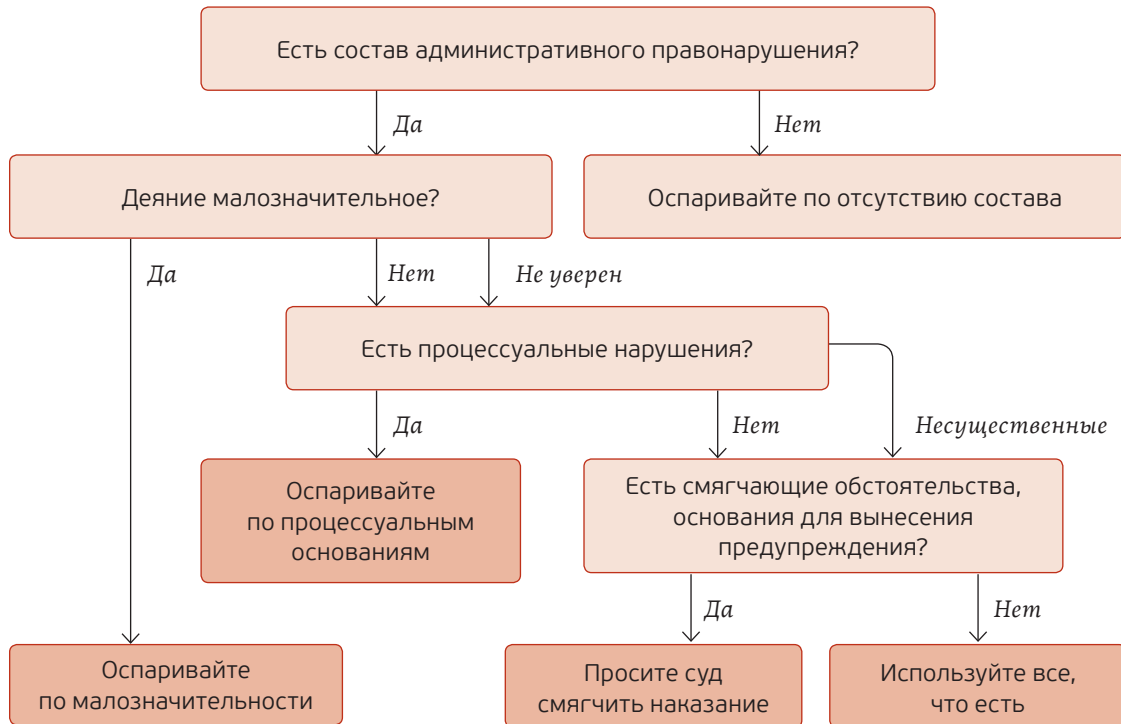 Есть состав административного правонарушения?
Да
Нет
Деяние малозначительное?
Оспаривайте по отсутствию состава
Да
Нет
Не уверен
Есть процессуальные нарушения?
Да
Нет
Несущественные
Оспаривайте
по процессуальным
основаниям
Есть смягчающие обстоятельства,
основания для вынесения
предупреждения?
Да
Нет
Оспаривайте
по малозначительности
Просите суд
смягчить наказание
Используйте все,
что есть